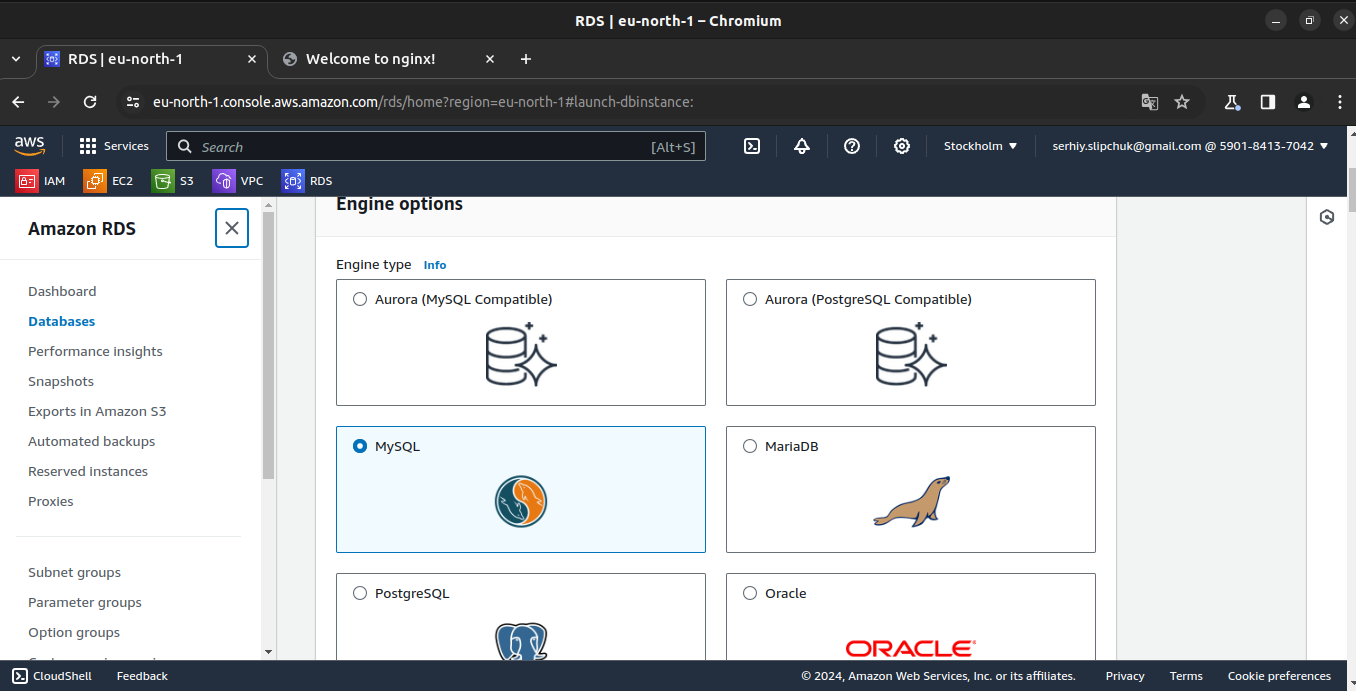 RDS | eu-north-1 – Chromium
RDS | eu-north-1
Welcome to nginx!
eu-north-1.console.aws.amazon.com/rds/home?region=eu-north-1#launch-dbinstance:
aws
Services
Search
[Alt+S]
Stockholm
serhiy.slipchuk@gmail.com @ 5901-8413-7042
IAM
EC2
S3
VPC
RDS
Amazon RDS
Dashboard
Databases
Performance insights
Snapshots
Exports in Amazon S3
Automated backups
Reserved instances
Proxies
Subnet groups
Parameter groups
Option groups
Engine options
Engine type Info
Aurora (MySQL Compatible)
Aurora (PostgreSQL Compatible)
MySQL
MariaDB
PostgreSQL
Oracle
ORACLE
CloudShell
Feedback
© 2024, Amazon Web Services, Inc. or its affiliates.
Privacy
Terms
Cookie preferences